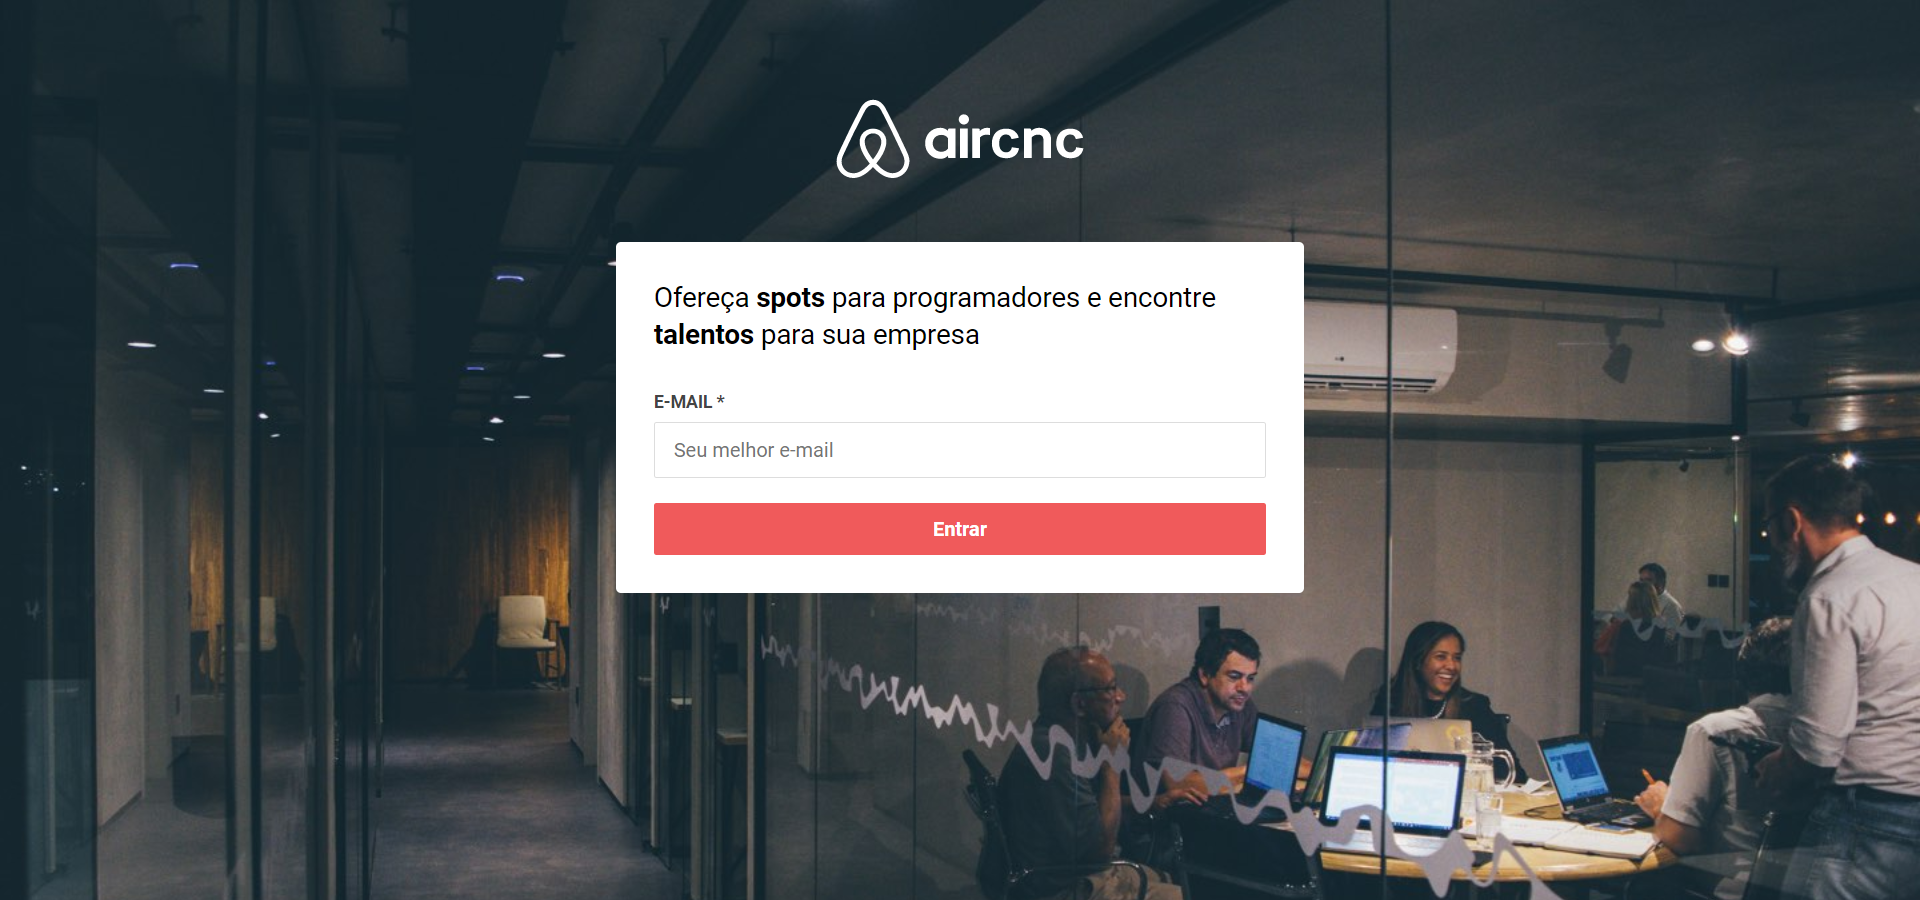 aircnc
Ofereça spots para programadores e encontre
talentos para sua empresa
E-MAIL *
Seu melhor e-mail
Entrar